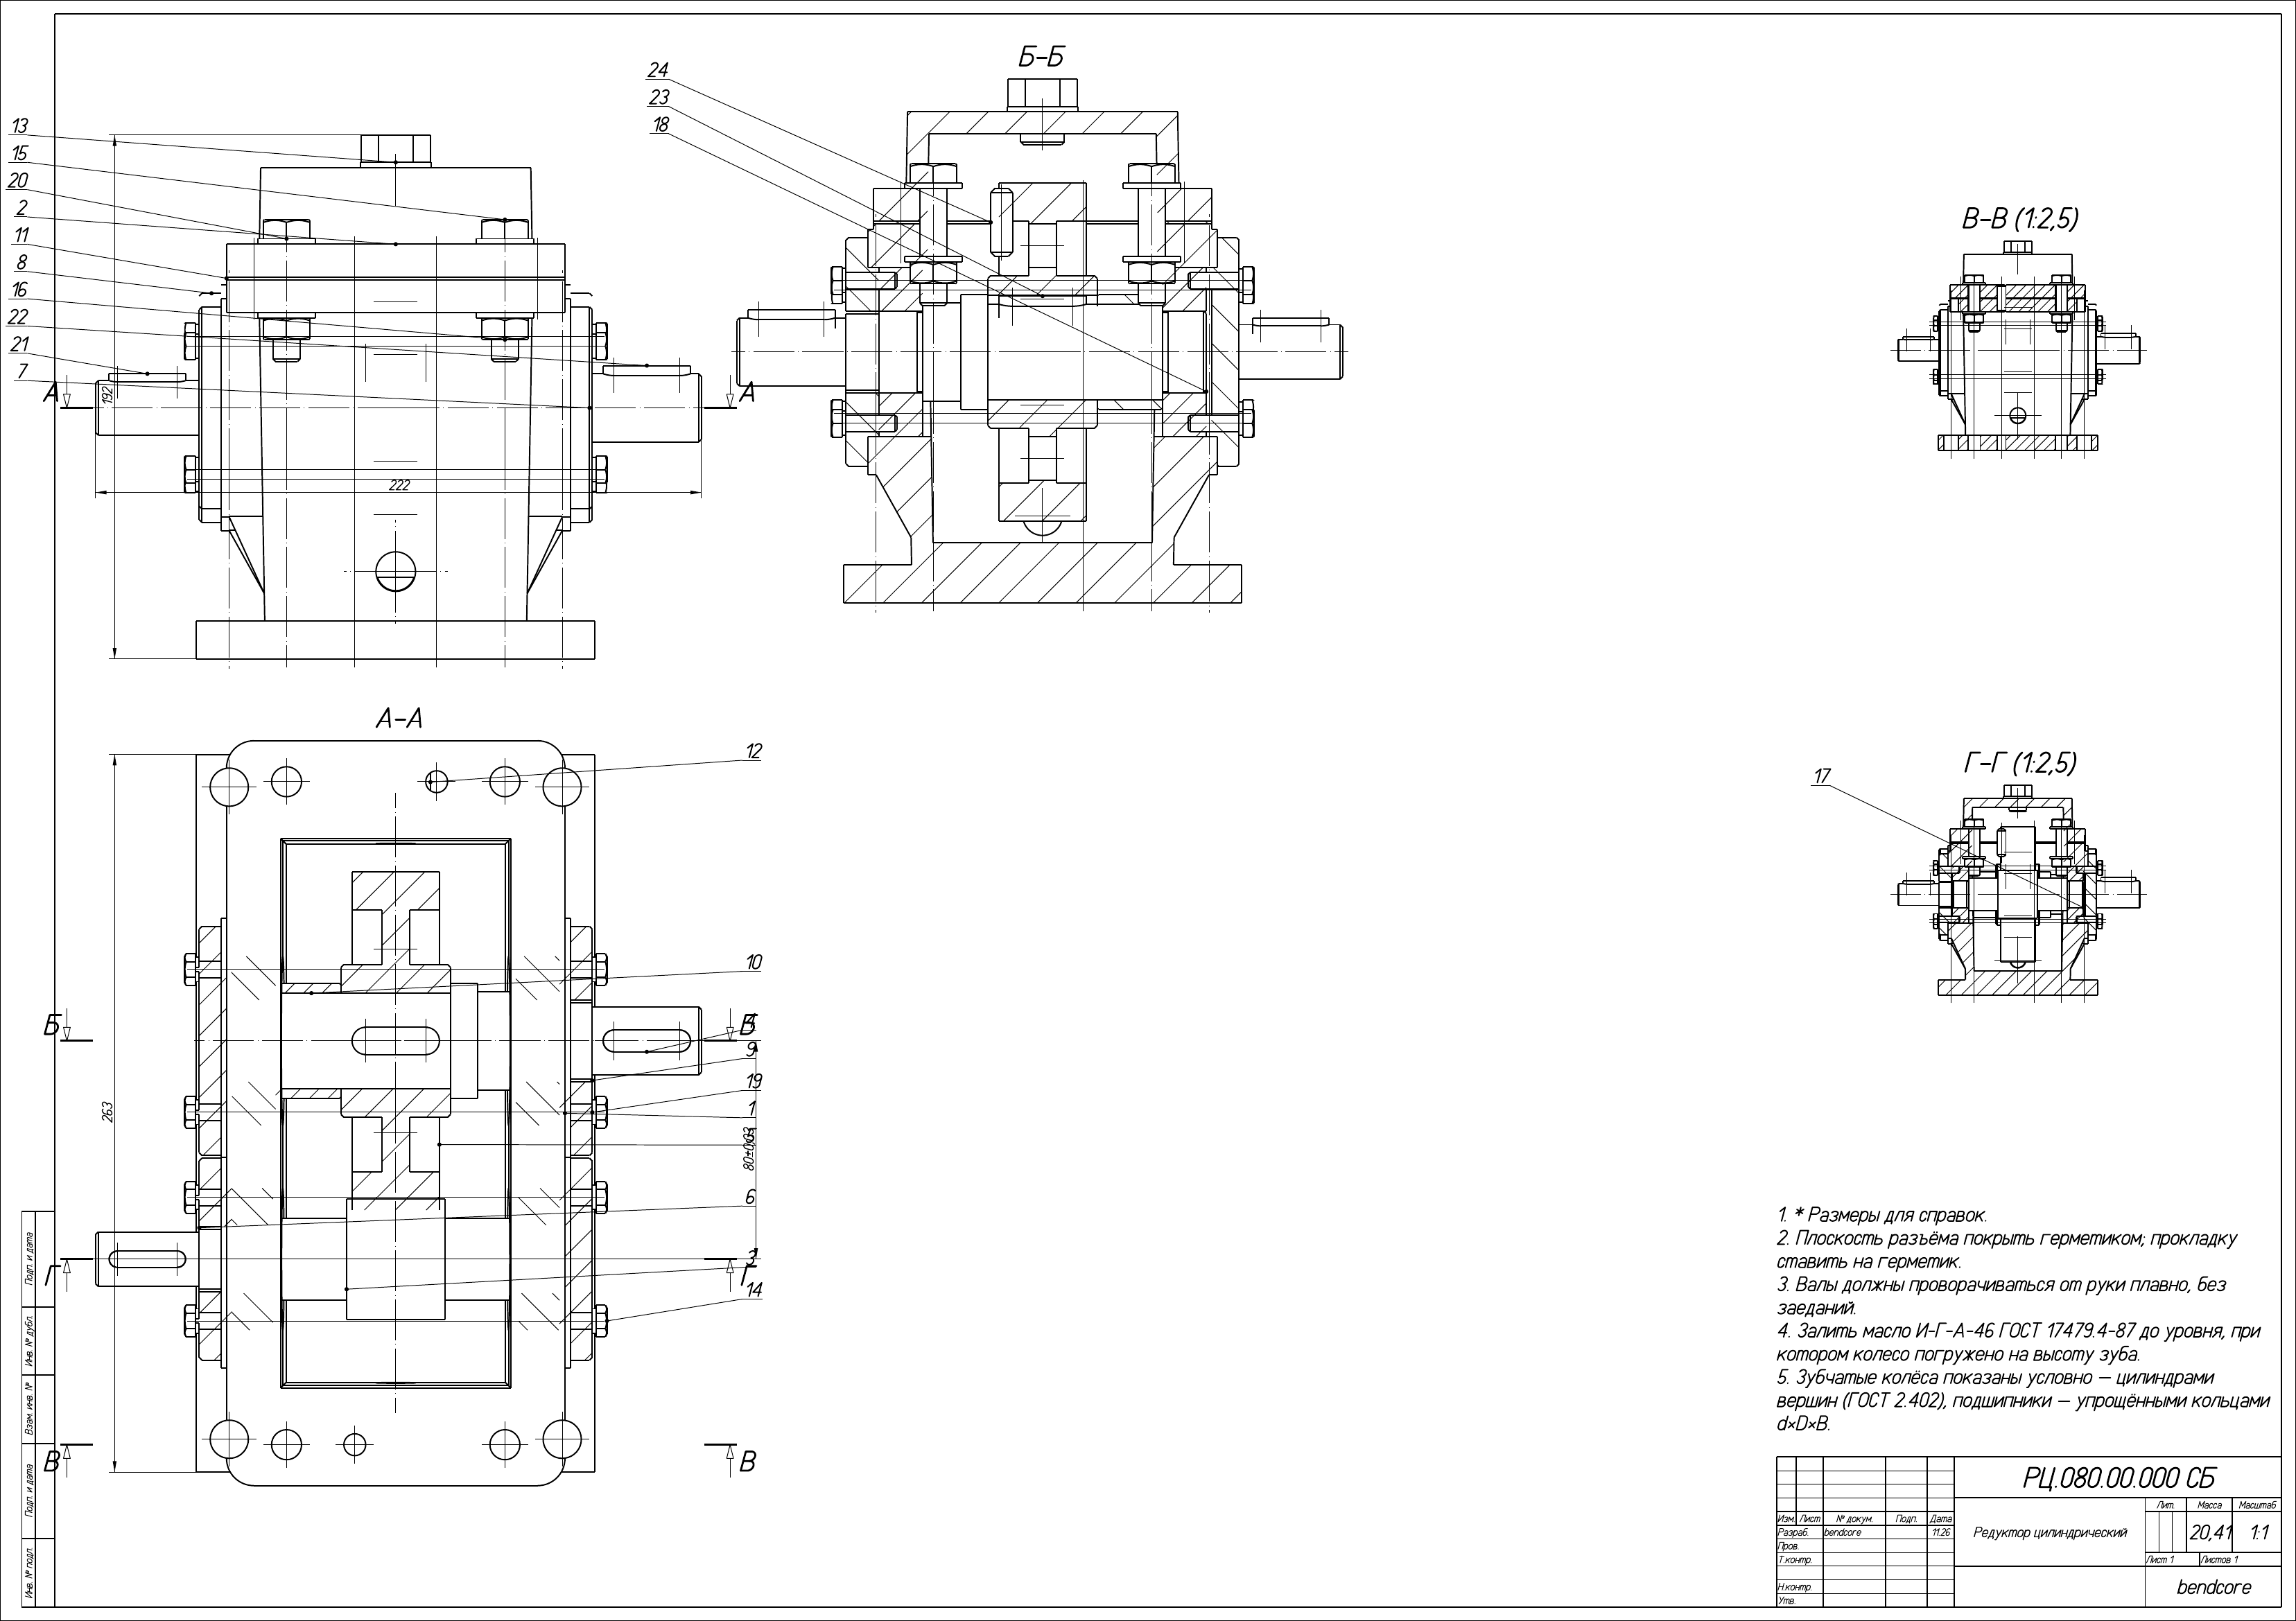 Б-Б
24
23
18
13
15
20
2
11
8
16
22
21
7
А
А
192
222
В-В (1:2,5)
А-А
12
10
Б
Б
4
9
19
1
5
80±0,03
6
263
Г
Г
3
14
В
В
Г-Г (1:2,5)
17
1. * Размеры для справок.
2. Плоскость разъёма покрыть герметиком; прокладку
ставить на герметик.
3. Валы должны проворачиваться от руки плавно, без
заеданий.
4. Залить масло И-Г-А-46 ГОСТ 17479.4-87 до уровня, при
котором колесо погружено на высоту зуба.
5. Зубчатые колёса показаны условно — цилиндрами
вершин (ГОСТ 2.402), подшипники — упрощёнными кольцами
d×D×B.
РЦ.080.00.000 СБ
Изм. Лист № докум. Подп. Дата
Разраб. bendcore 11.26
Пров.
Т.контр.
Н.контр.
Утв.
Редуктор цилиндрический
Лит. Масса Масштаб
20,41 1:1
Лист 1 Листов 1
bendcore
Подп. и дата
Инв. № дубл.
Взам. инв. №
Подп. и дата
Инв. № подл.